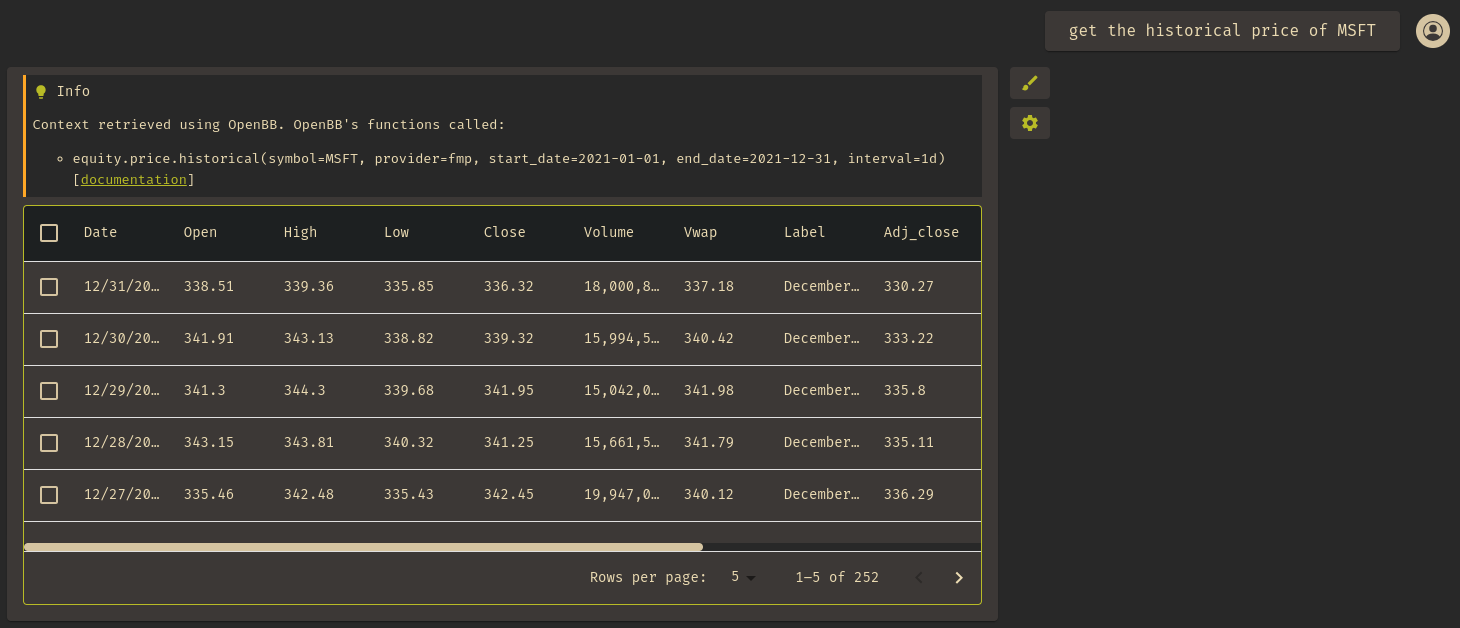 get the historical price of MSFT
Info
Context retrieved using OpenBB. OpenBB's functions called:
equity.price.historical(symbol=MSFT, provider=fmp, start_date=2021-01-01, end_date=2021-12-31, interval=1d)
[documentation]
Date Open High Low Close Volume Vwap Label Adj_close
12/31/20… 338.51 339.36 335.85 336.32 18,000,8… 337.18 December… 330.27
12/30/20… 341.91 343.13 338.82 339.32 15,994,5… 340.42 December… 333.22
12/29/20… 341.3 344.3 339.68 341.95 15,042,0… 341.98 December… 335.8
12/28/20… 343.15 343.81 340.32 341.25 15,661,5… 341.79 December… 335.11
12/27/20… 335.46 342.48 335.43 342.45 19,947,0… 340.12 December… 336.29
Rows per page: 5 1–5 of 252